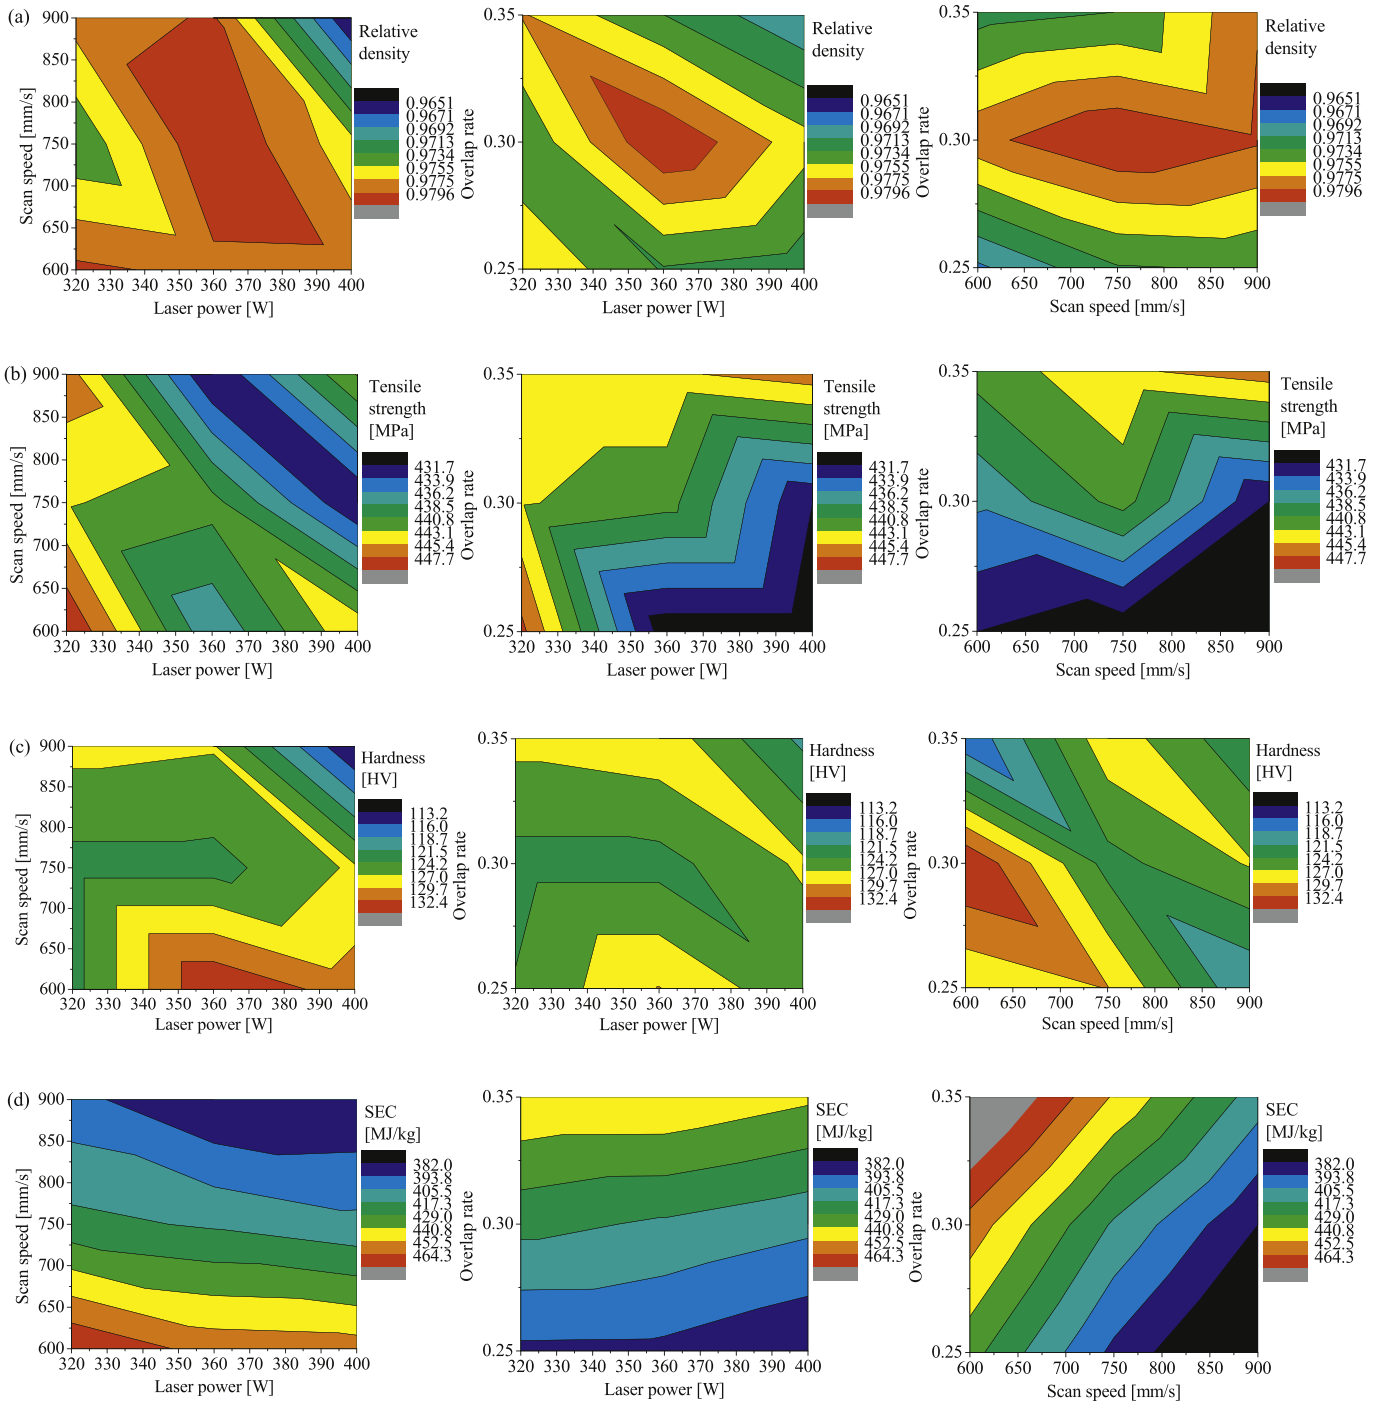 (a)
900
850
800
750
700
650
600
Scan speed [mm/s]
320 330 340 350 360 370 380 390 400
Laser power [W]
Relative
density
0.9651
0.9671
0.9692
0.9713
0.9734
0.9755
0.9775
0.9796
0.35
0.30
0.25
Overlap rate
320 330 340 350 360 370 380 390 400
Laser power [W]
Relative
density
0.9651
0.9671
0.9692
0.9713
0.9734
0.9755
0.9775
0.9796
0.35
0.30
0.25
Overlap rate
600 650 700 750 800 850 900
Scan speed [mm/s]
Relative
density
0.9651
0.9671
0.9692
0.9713
0.9734
0.9755
0.9775
0.9796
(b)
900
850
800
750
700
650
600
Scan speed [mm/s]
320 330 340 350 360 370 380 390 400
Laser power [W]
Tensile
strength
[MPa]
431.7
433.9
436.2
438.5
440.8
443.1
445.4
447.7
0.35
0.30
0.25
Overlap rate
320 330 340 350 360 370 380 390 400
Laser power [W]
Tensile
strength
[MPa]
431.7
433.9
436.2
438.5
440.8
443.1
445.4
447.7
0.35
0.30
0.25
Overlap rate
600 650 700 750 800 850 900
Scan speed [mm/s]
Tensile
strength
[MPa]
431.7
433.9
436.2
438.5
440.8
443.1
445.4
447.7
(c)
900
850
800
750
700
650
600
Scan speed [mm/s]
320 330 340 350 360 370 380 390 400
Laser power [W]
Hardness
[HV]
113.2
116.0
118.7
121.5
124.2
127.0
129.7
132.4
0.35
0.30
0.25
Overlap rate
320 330 340 350 360 370 380 390 400
Laser power [W]
Hardness
[HV]
113.2
116.0
118.7
121.5
124.2
127.0
129.7
132.4
0.35
0.30
0.25
Overlap rate
600 650 700 750 800 850 900
Scan speed [mm/s]
Hardness
[HV]
113.2
116.0
118.7
121.5
124.2
127.0
129.7
132.4
(d)
900
850
800
750
700
650
600
Scan speed [mm/s]
320 330 340 350 360 370 380 390 400
Laser power [W]
SEC
[MJ/kg]
382.0
393.8
405.5
417.3
429.0
440.8
452.5
464.3
0.35
0.30
0.25
Overlap rate
320 330 340 350 360 370 380 390 400
Laser power [W]
SEC
[MJ/kg]
382.0
393.8
405.5
417.3
429.0
440.8
452.5
464.3
0.35
0.30
0.25
Overlap rate
600 650 700 750 800 850 900
Scan speed [mm/s]
SEC
[MJ/kg]
382.0
393.8
405.5
417.3
429.0
440.8
452.5
464.3